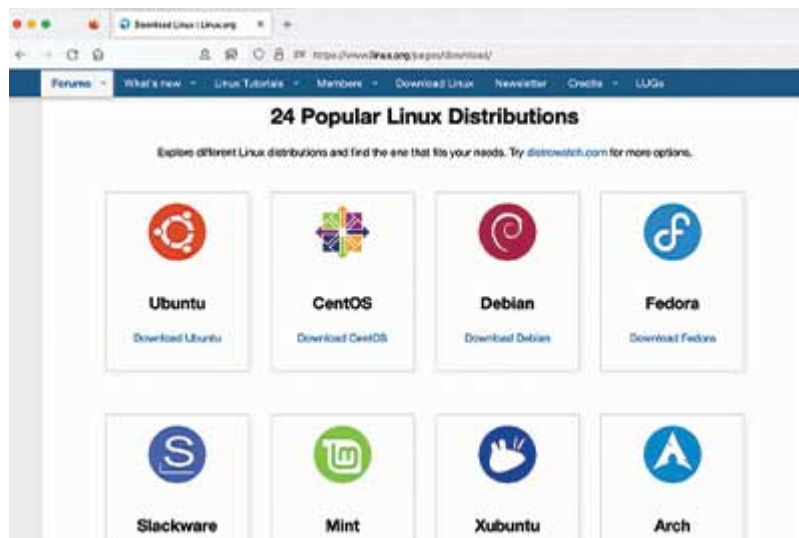 Download Linux | Linux.org
https://www.linux.org/pages/download/
Forums What's new Linux Tutorials Members Download Linux Newsletter Credits LUGs
24 Popular Linux Distributions
Explore different Linux distributions and find the one that fits your needs. Try distrowatch.com for more options.
Ubuntu CentOS Debian Fedora
Download Ubuntu Download CentOS Download Debian Download Fedora
Slackware Mint Xubuntu Arch